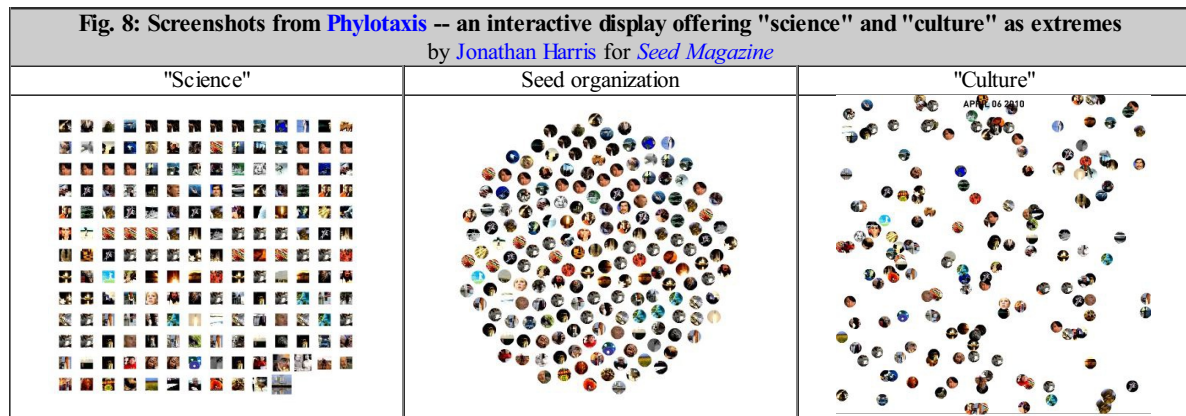 Fig. 8: Screenshots from Phylotaxis -- an interactive display offering "science" and "culture" as extremes
by Jonathan Harris for Seed Magazine
"Science"
Seed organization
"Culture"
APRIL 06 2010